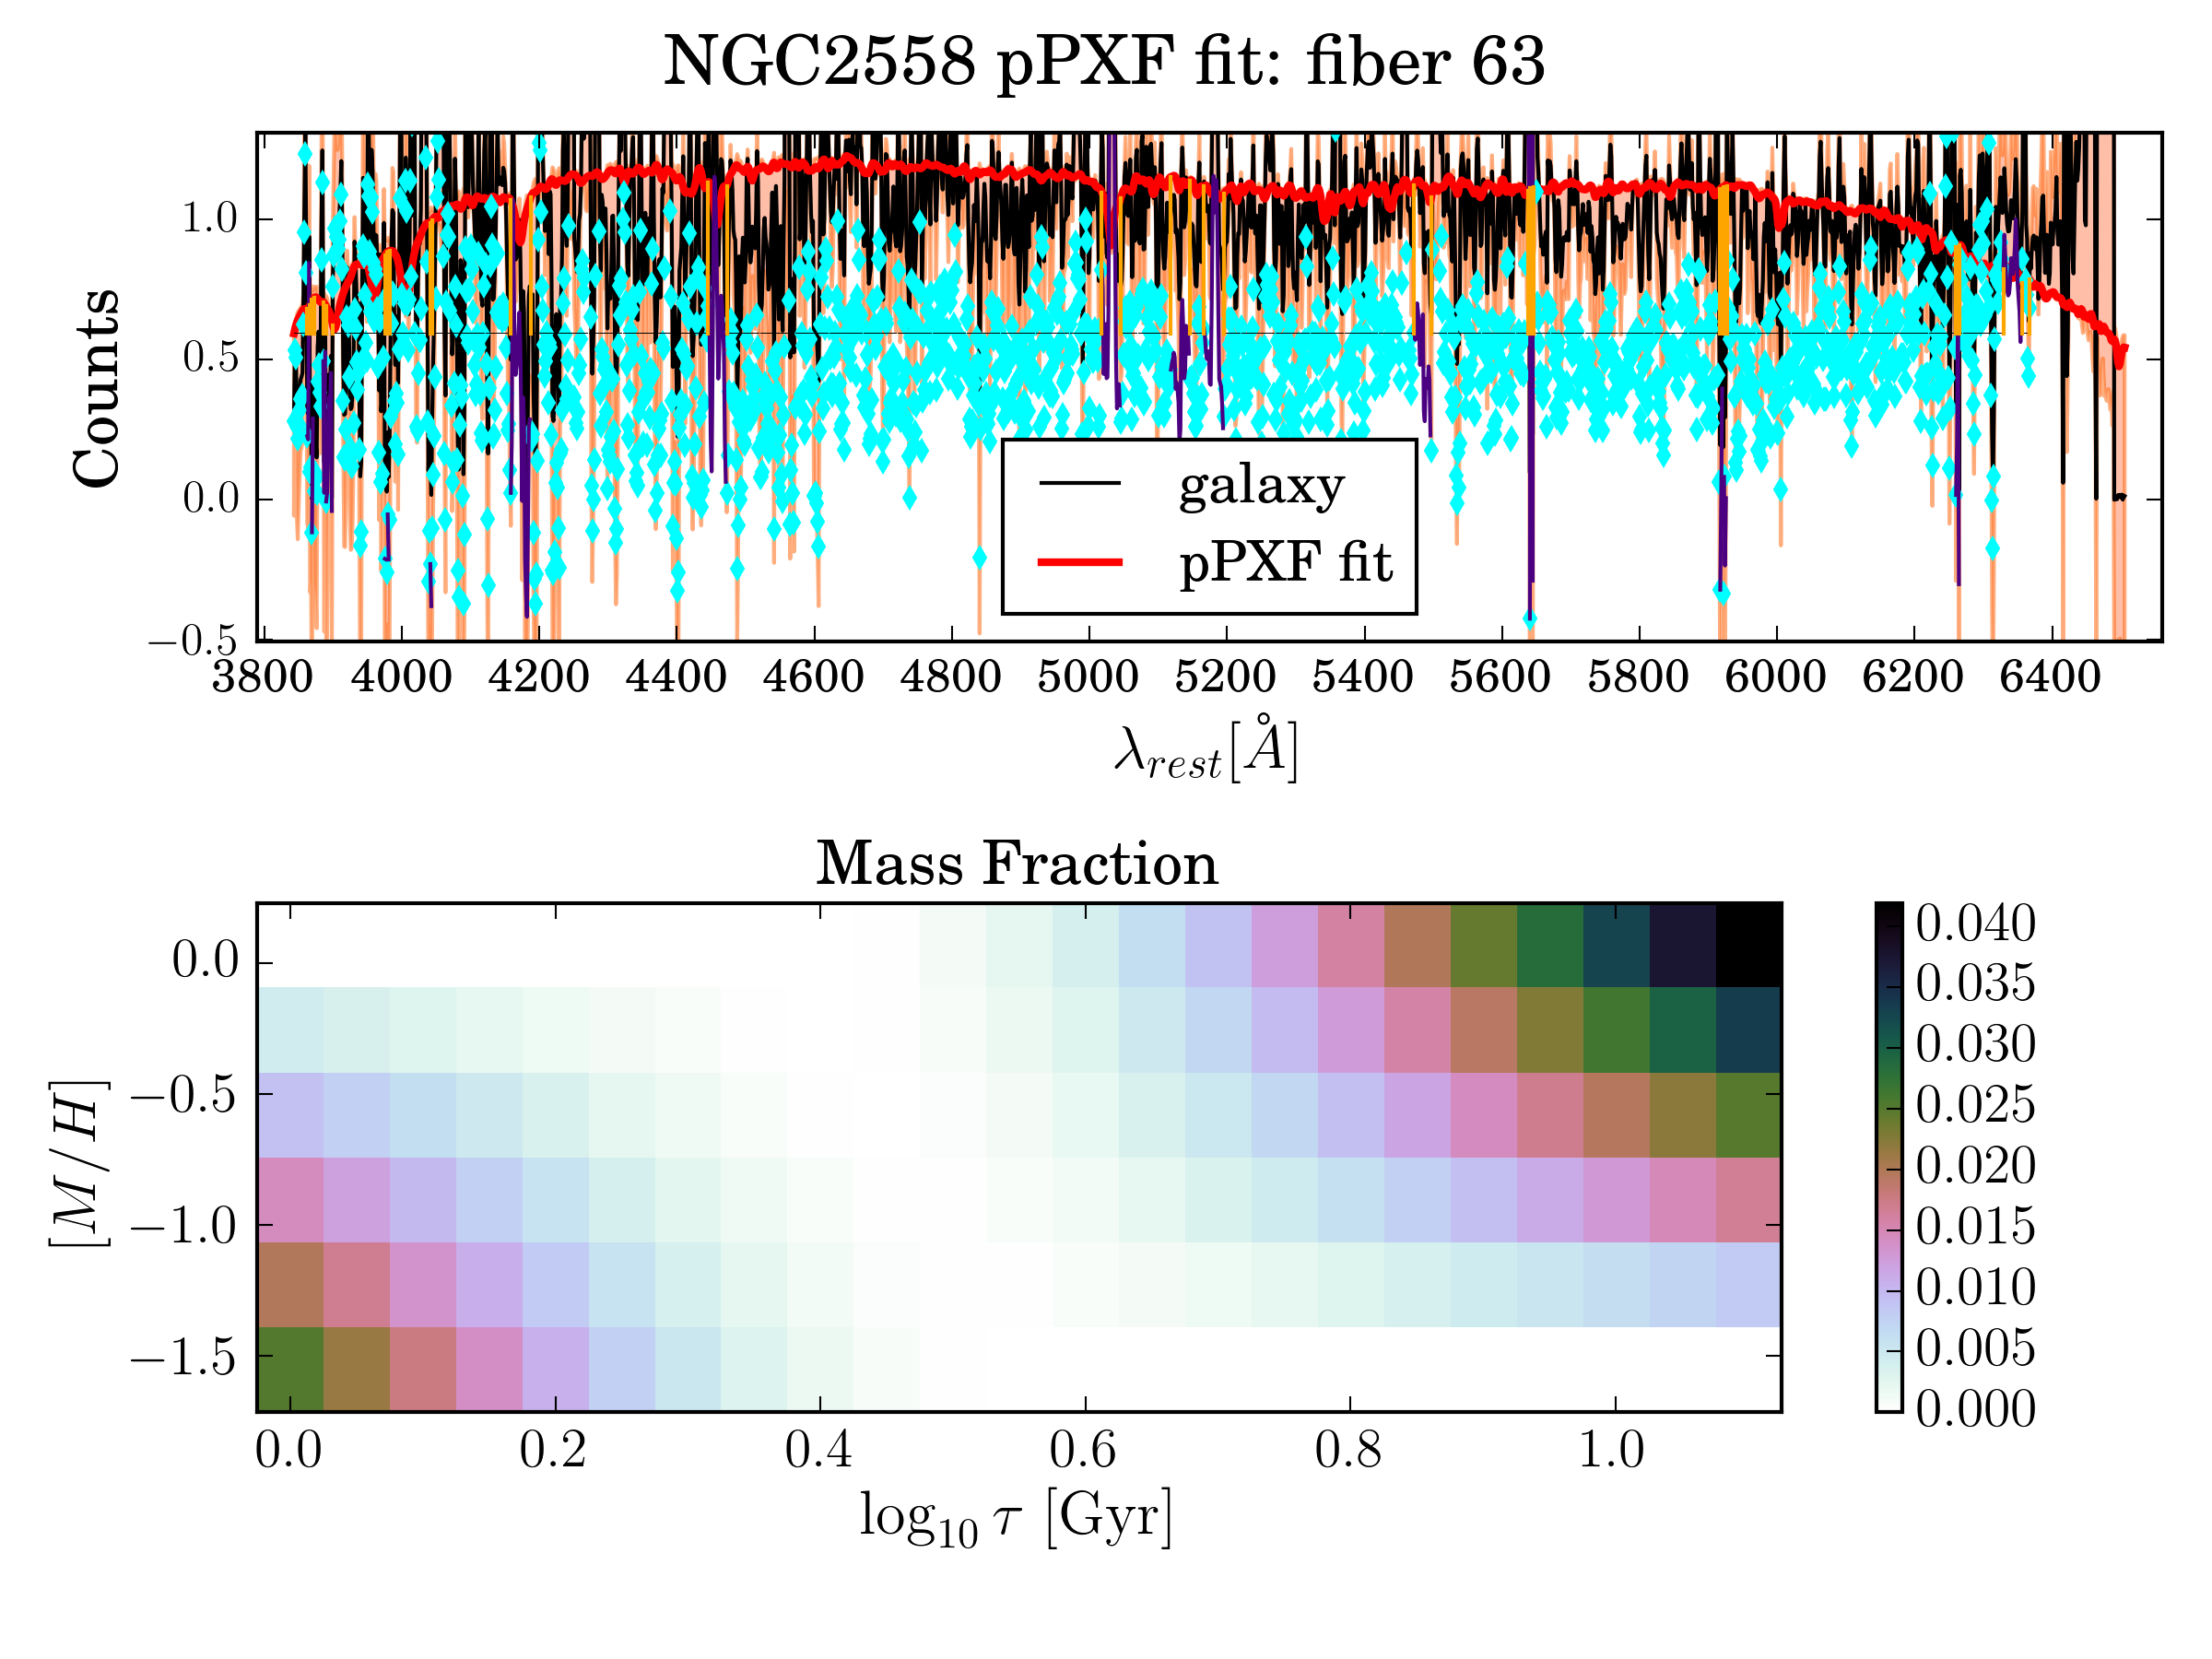 NGC2558 pPXF fit: fiber 63
Counts
1.0
0.5
0.0
−0.5
galaxy
pPXF fit
3800 4000 4200 4400 4600 4800 5000 5200 5400 5600 5800 6000 6200 6400
λrest[Å]
Mass Fraction
[M/H]
0.0
−0.5
−1.0
−1.5
0.040
0.035
0.030
0.025
0.020
0.015
0.010
0.005
0.000
0.0 0.2 0.4 0.6 0.8 1.0
log10 τ [Gyr]